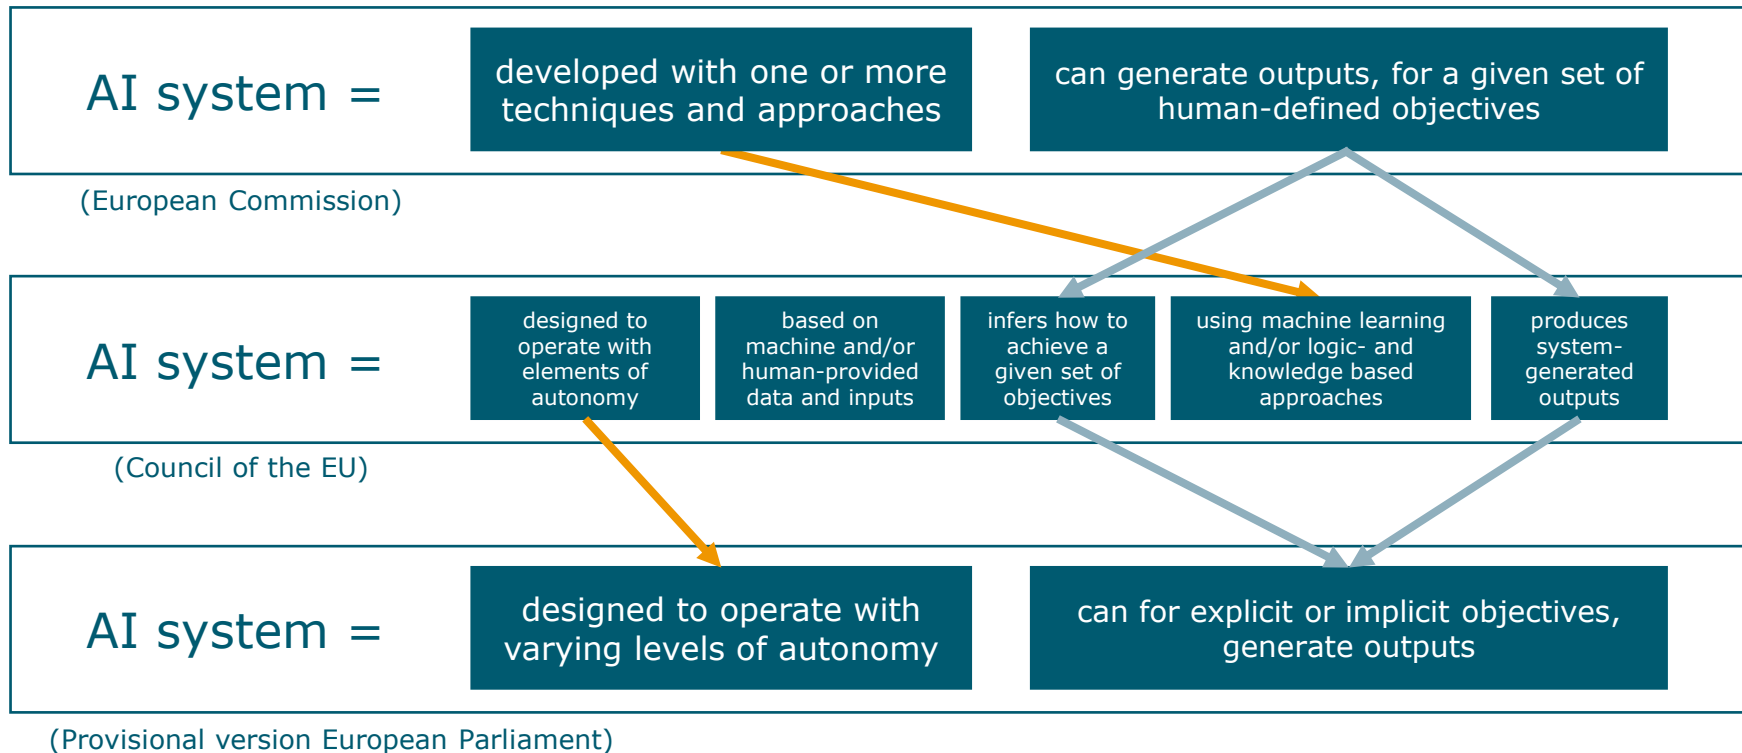 AI system =
developed with one or more
techniques and approaches
can generate outputs, for a given set of
human-defined objectives
(European Commission)
AI system =
designed to
operate with
elements of
autonomy
based on
machine and/or
human-provided
data and inputs
infers how to
achieve a
given set of
objectives
using machine learning
and/or logic- and
knowledge based
approaches
produces
system-
generated
outputs
(Council of the EU)
AI system =
designed to operate with
varying levels of autonomy
can for explicit or implicit objectives,
generate outputs
(Provisional version European Parliament)